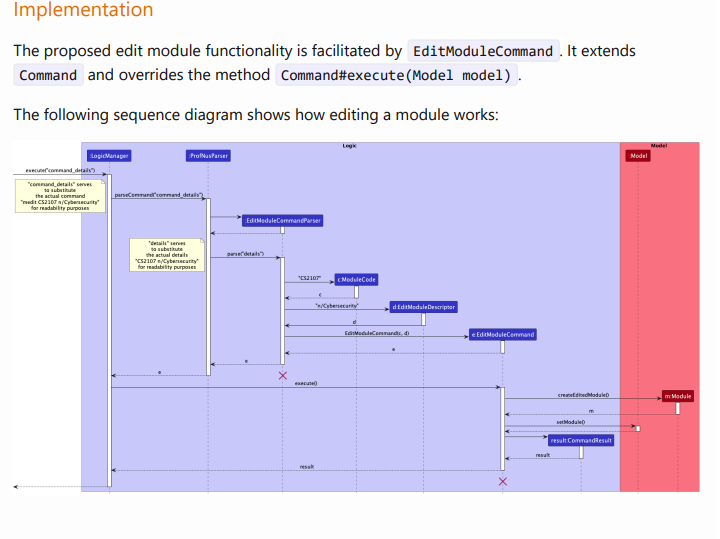 Implementation
The proposed edit module functionality is facilitated by EditModuleCommand . It extends
Command and overrides the method Command#execute(Model model) .
The following sequence diagram shows how editing a module works:
Logic
Model
:LogicManager
:ProfNusParser
:Model
execute("command_details")
"command_details" serves
to substitute
the actual command
"medit CS2107 n/Cybersecurity"
for readability purposes
parseCommand("command_details")
EditModuleCommandParser
"details" serves
to substitute
the actual details
"CS2107 n/Cybersecurity"
for readability purposes
parse("details")
"CS2107"
c:ModuleCode
c
"n/Cybersecurity"
d:EditModuleDescriptor
d
EditModuleCommand(c, d)
e:EditModuleCommand
e
e
e
execute()
createEditedModule()
m:Module
m
setModule()
result:CommandResult
result
result